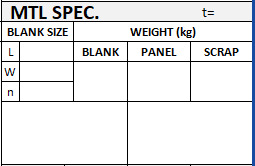 MTL SPEC. t=
BLANK SIZE WEIGHT (kg)
L BLANK PANEL SCRAP
W
n